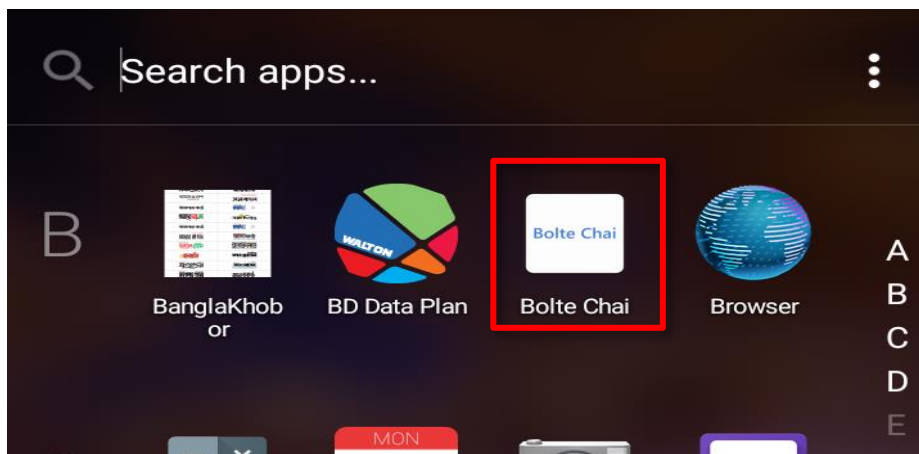 Search apps...
B
WALTON
Bolte Chai
BanglaKhob
or
BD Data Plan
Bolte Chai
Browser
A
B
C
D
E
MON